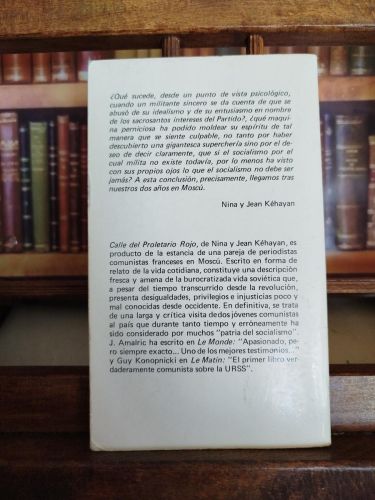 ¿Qué sucede, desde un punto de vista psicológico,
cuando un militante sincero se da cuenta de que se
abusó de su idealismo y de su entusiasmo en nombre
de los sacrosantos intereses del Partido?, ¿qué maqui
na perniciosa ha podido moldear su espíritu de tal
manera que se siente culpable, no tanto por haber
descubierto una gigantesca superchería sino por el de-
seo de decir claramente, que si el socialismo por el
cual milita no existe todavía, por lo menos ha visto
con sus propios ojos lo que el socialismo no debe ser
jamás? A esta conclusión, precisamente, llegamos tras
nuestros dos años en Moscú.
Nina y Jean Kéhayan
Calle del Proletario Rojo, de Nina y Jean Kéhayan, es
producto de la estancia de una pareja de periodistas
comunistas franceses en Moscú. Escrito en forma de
relato de la vida cotidiana, constituye una descripción
fresca y amena de la burocratizada vida soviética que,
a pesar del tiempo transcurrido desde la revolución,
presenta desigualdades, privilegios e injusticias poco y
mal conocidas desde Occidente. En definitiva, se trata
de una larga y crítica visita de dos jóvenes comunistas
al país que durante tanto tiempo y erróneamente ha
sido considerado por muchos "patria del socialismo".
J. Amalric ha escrito en Le Monde: "Apasionado, pe-
ro siempre exacto... Uno de los mejores testimonios..."
y Guy Konopnicki en Le Matin: "El primer libro ver-
daderamente comunista sobre la URSS".